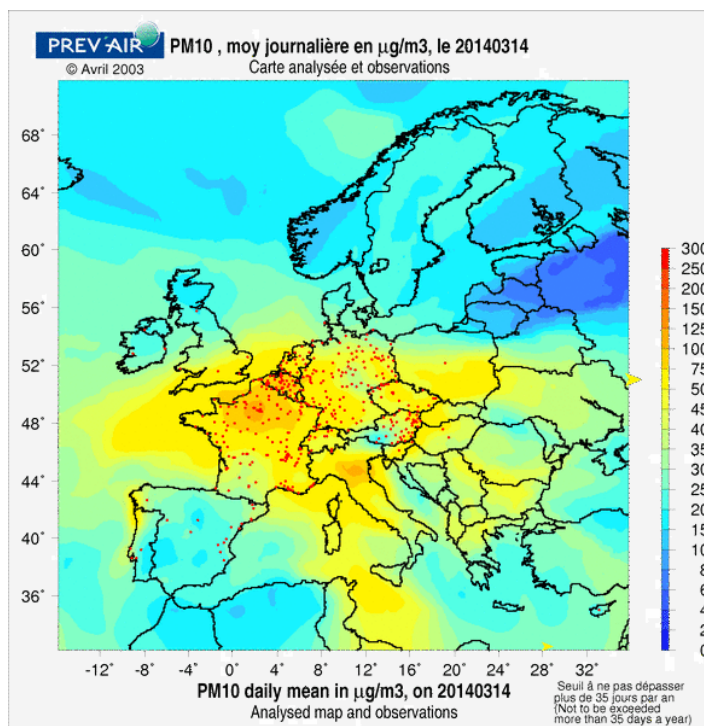 PREV'AIR
PM10 , moy journalière en µg/m3, le 20140314
© Avril 2003
Carte analysée et observations
68˚
64˚
60˚
56˚
52˚
48˚
44˚
40˚
36˚
300
250
200
150
125
100
75
50
45
40
35
30
25
20
15
10
8
6
4
2
0
-12˚ -8˚ -4˚ 0˚ 4˚ 8˚ 12˚ 16˚ 20˚ 24˚ 28˚ 32˚
PM10 daily mean in µg/m3, on 20140314
Analysed map and observations
Seuil â ne pas dépasser
plus de 35 jours par an
(Not to be exceeded
more than 35 days a year)